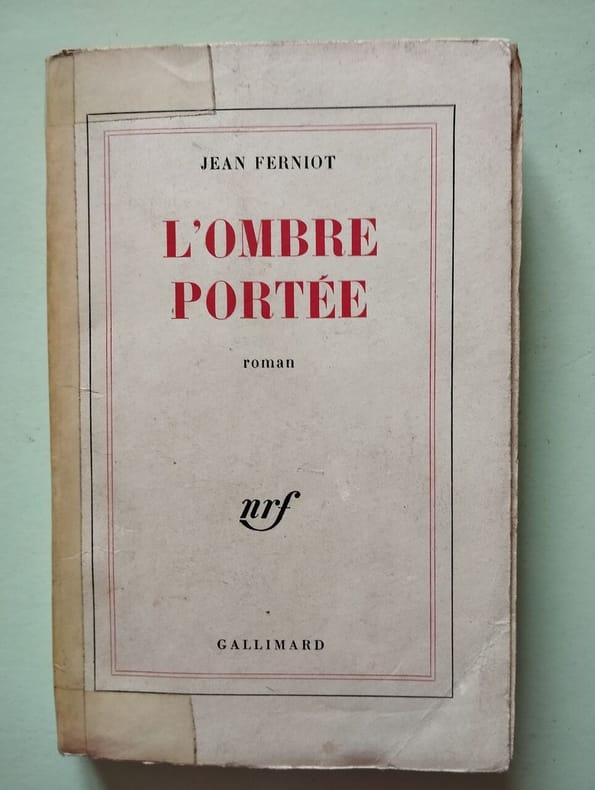 JEAN FERNIOT
L'OMBRE
PORTÉE
roman
nrf
GALLIMARD